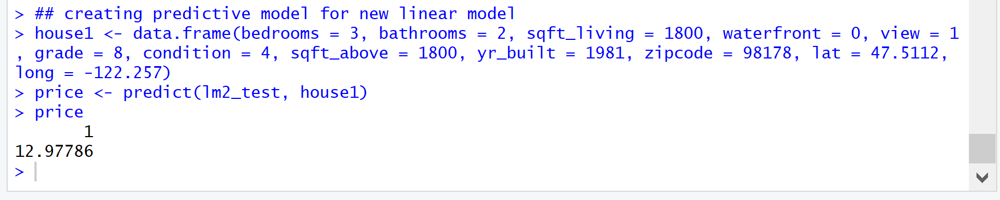 > ## creating predictive model for new linear model
> house1 <- data.frame(bedrooms = 3, bathrooms = 2, sqft_living = 1800, waterfront = 0, view = 1
, grade = 8, condition = 4, sqft_above = 1800, yr_built = 1981, zipcode = 98178, lat = 47.5112,
long = -122.257)
> price <- predict(lm2_test, house1)
> price
1
12.97786
>